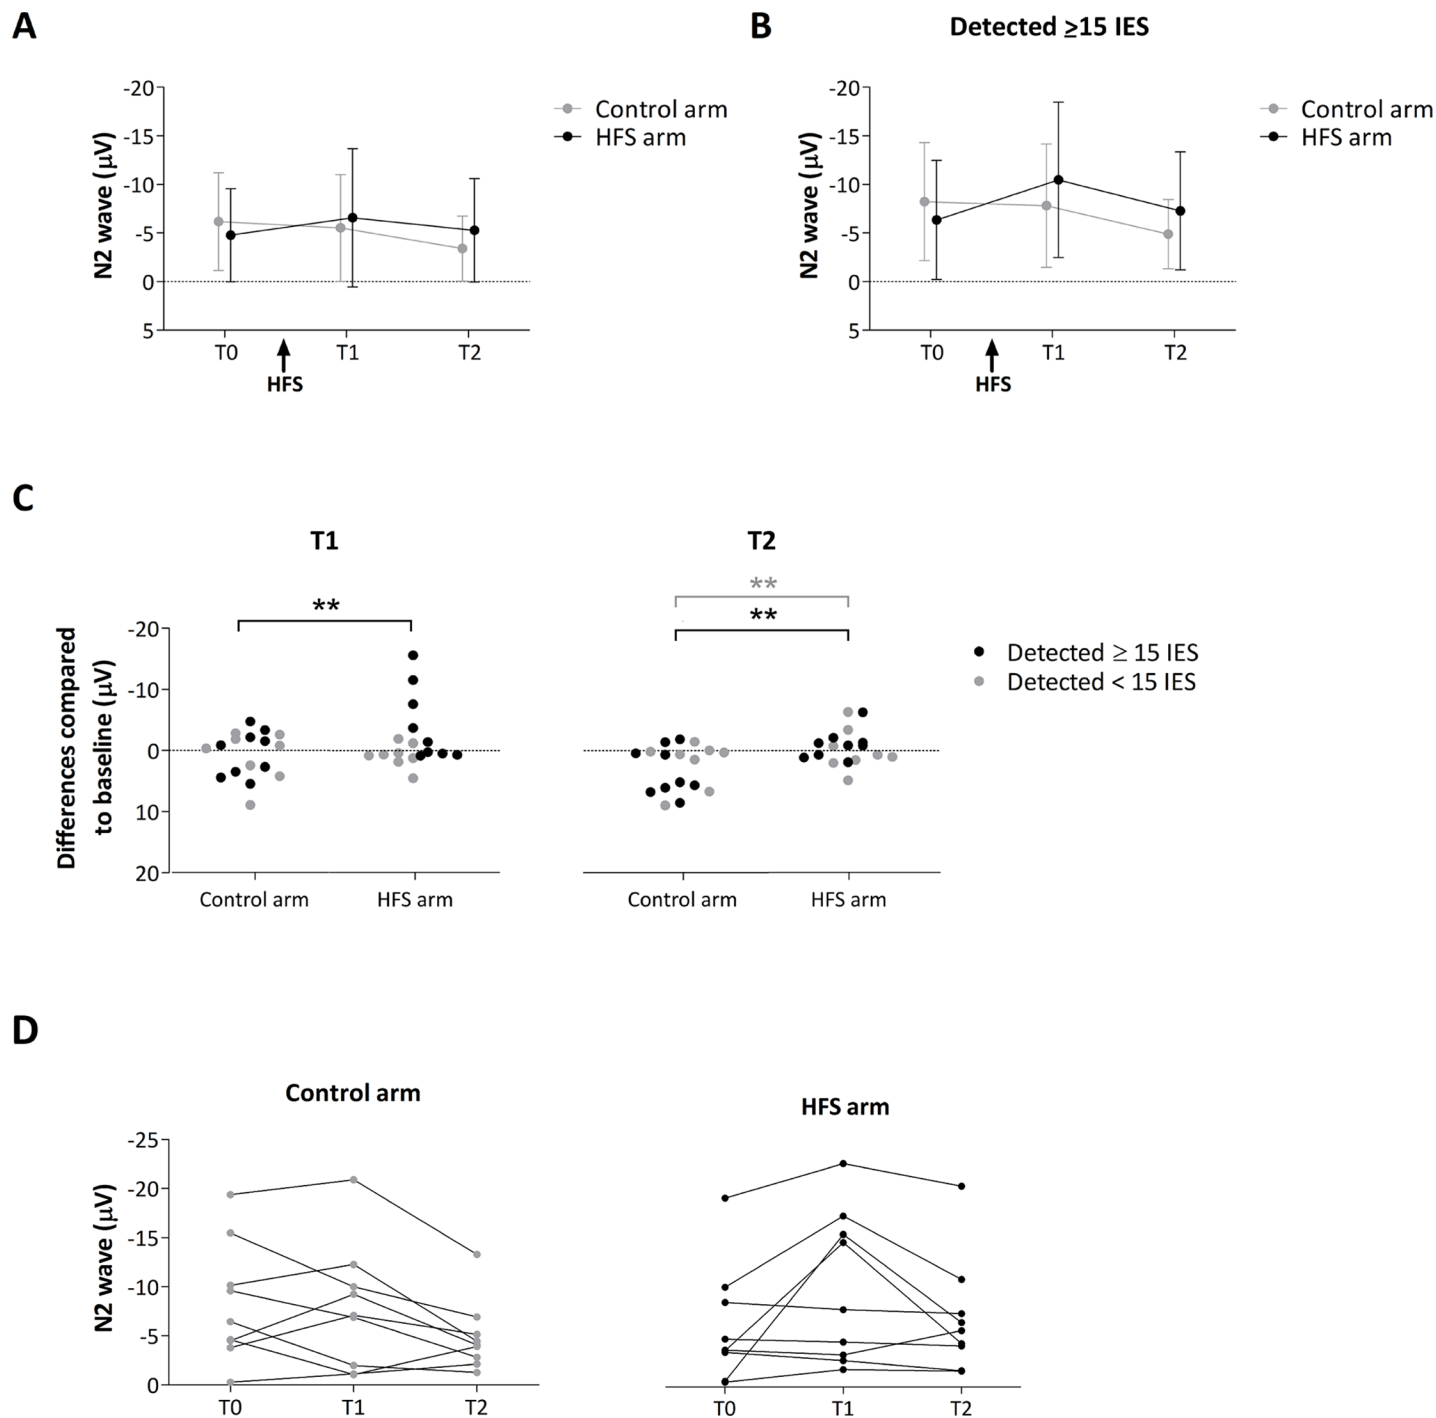 A
B
Detected ≥15 IES
-20
-15
-10
-5
0
5
N2 wave (µV)
T0
T1
T2
HFS
Control arm
HFS arm
-20
-15
-10
-5
0
5
N2 wave (µV)
T0
T1
T2
HFS
Control arm
HFS arm
C
T1
T2
**
**
**
Differences compared
to baseline (µV)
-20
-10
0
10
20
Control arm
HFS arm
Control arm
HFS arm
Detected ≥ 15 IES
Detected < 15 IES
D
Control arm
HFS arm
N2 wave (µV)
-25
-20
-15
-10
-5
0
T0
T1
T2
T0
T1
T2